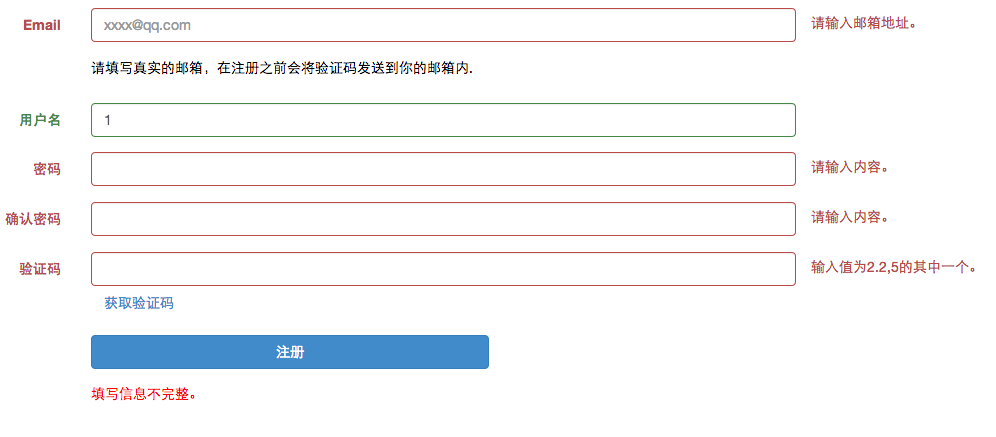 Email xxxx@qq.com 请输入邮箱地址。
请填写真实的邮箱，在注册之前会将验证码发送到你的邮箱内.
用户名 1
密码 请输入内容。
确认密码 请输入内容。
验证码 输入值为2.2,5的其中一个。
获取验证码
注册
填写信息不完整。